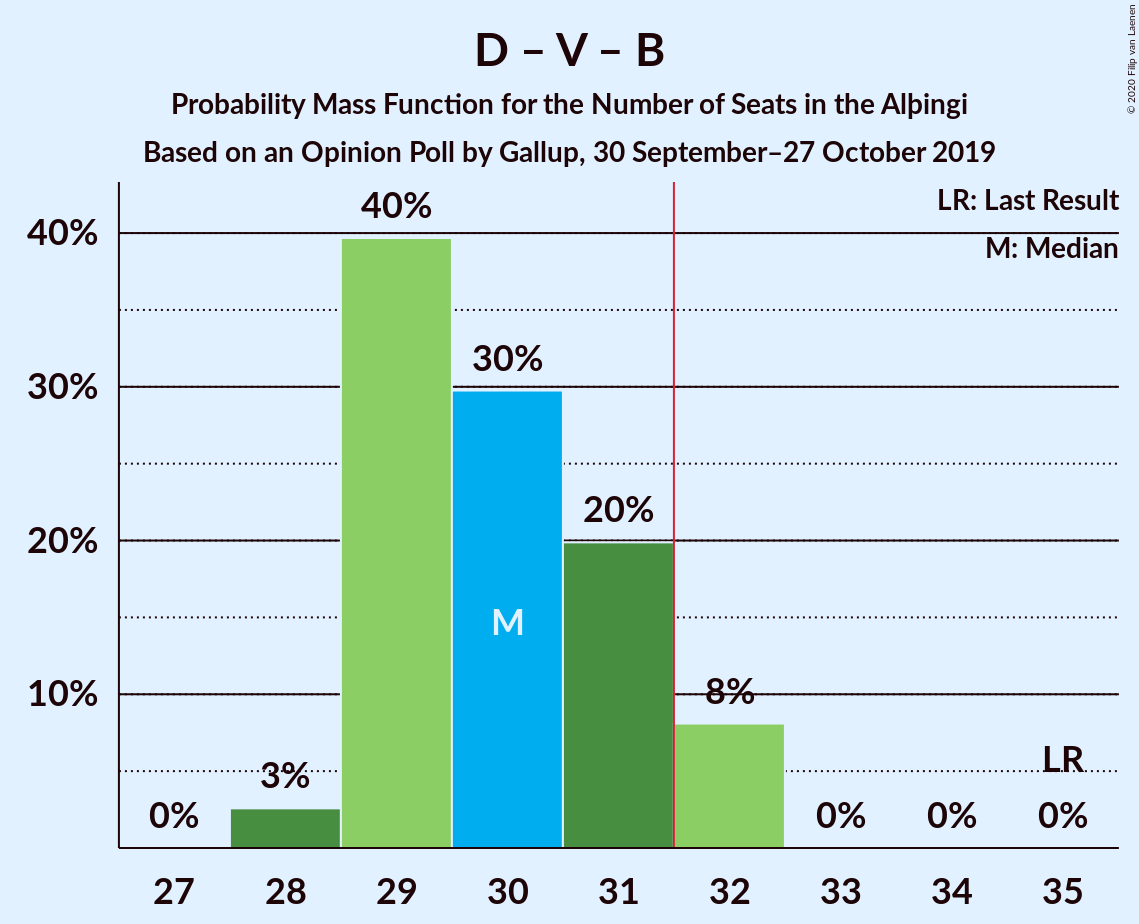 D – V – B
Probability Mass Function for the Number of Seats in the Alþingi
Based on an Opinion Poll by Gallup, 30 September–27 October 2019
© 2020 Filip van Laenen
LR: Last Result
M: Median
40%
30%
20%
10%
0%
3%
40%
30%
M
20%
8%
0%
0%
LR
0%
27 28 29 30 31 32 33 34 35